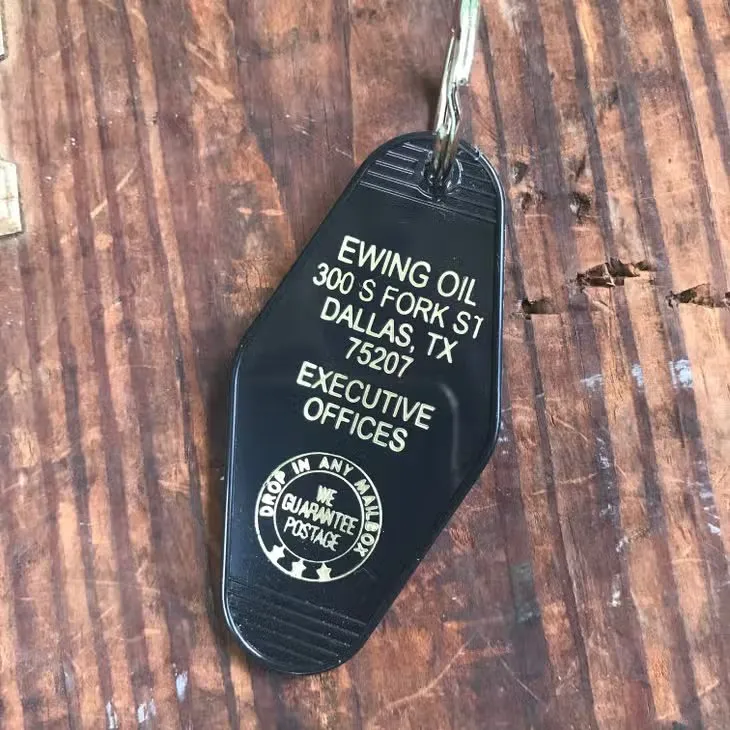 EWING OIL
300 S FORK ST
DALLAS, TX
75207
EXECUTIVE
OFFICES
DROP IN ANY MAILBOX
WE
GUARANTEE
POSTAGE